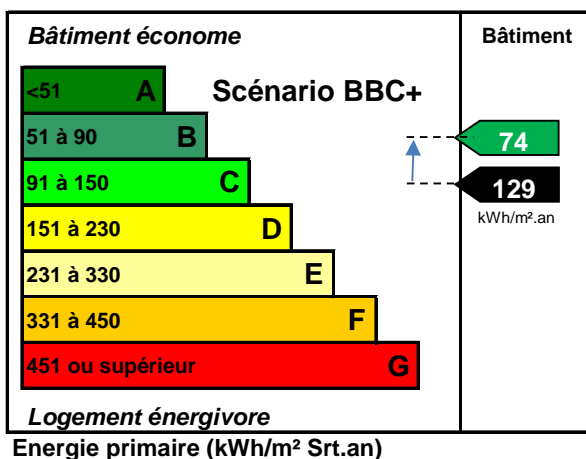 Bâtiment économe
Bâtiment
Scénario BBC+
<51 A
51 à 90 B
74
91 à 150 C
129
kWh/m².an
151 à 230 D
231 à 330 E
331 à 450 F
451 ou supérieur G
Logement énergivore
Energie primaire (kWh/m² Srt.an)